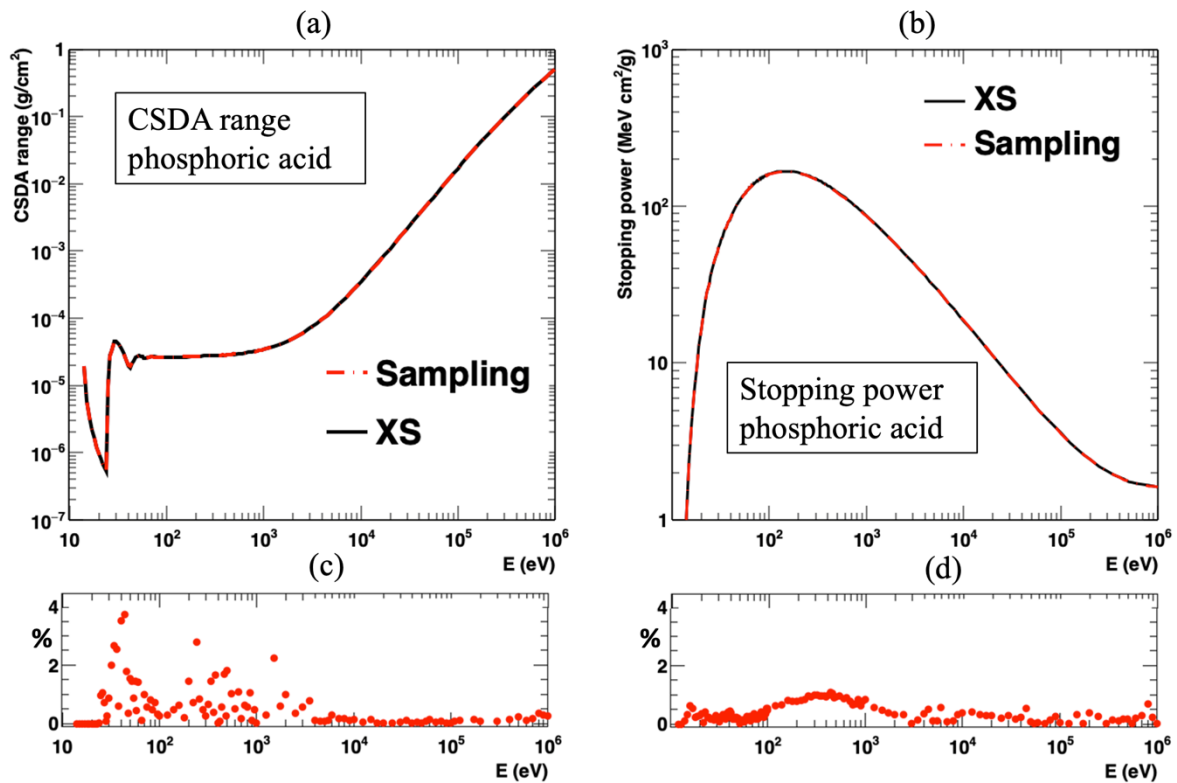 (a)
CSDA range (g/cm²)
1
10⁻¹
10⁻²
10⁻³
10⁻⁴
10⁻⁵
10⁻⁶
10⁻⁷
CSDA range
phosphoric acid
Sampling
XS
10
10²
10³
10⁴
10⁵
10⁶
E (eV)
(b)
Stopping power (MeV cm²/g)
10³
10²
10
1
XS
Sampling
Stopping power
phosphoric acid
10²
10³
10⁴
10⁵
10⁶
E (eV)
(c)
%
4
2
0
10
10²
10³
10⁴
10⁵
10⁶
E (eV)
(d)
%
4
2
0
10²
10³
10⁴
10⁵
10⁶
E (eV)